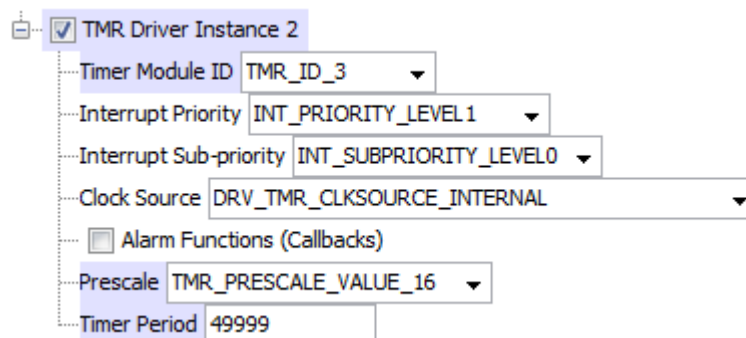 TMR Driver Instance 2
Timer Module ID TMR_ID_3
Interrupt Priority INT_PRIORITY_LEVEL1
Interrupt Sub-priority INT_SUBPRIORITY_LEVEL0
Clock Source DRV_TMR_CLKSOURCE_INTERNAL
Alarm Functions (Callbacks)
Prescale TMR_PRESCALE_VALUE_16
Timer Period 49999